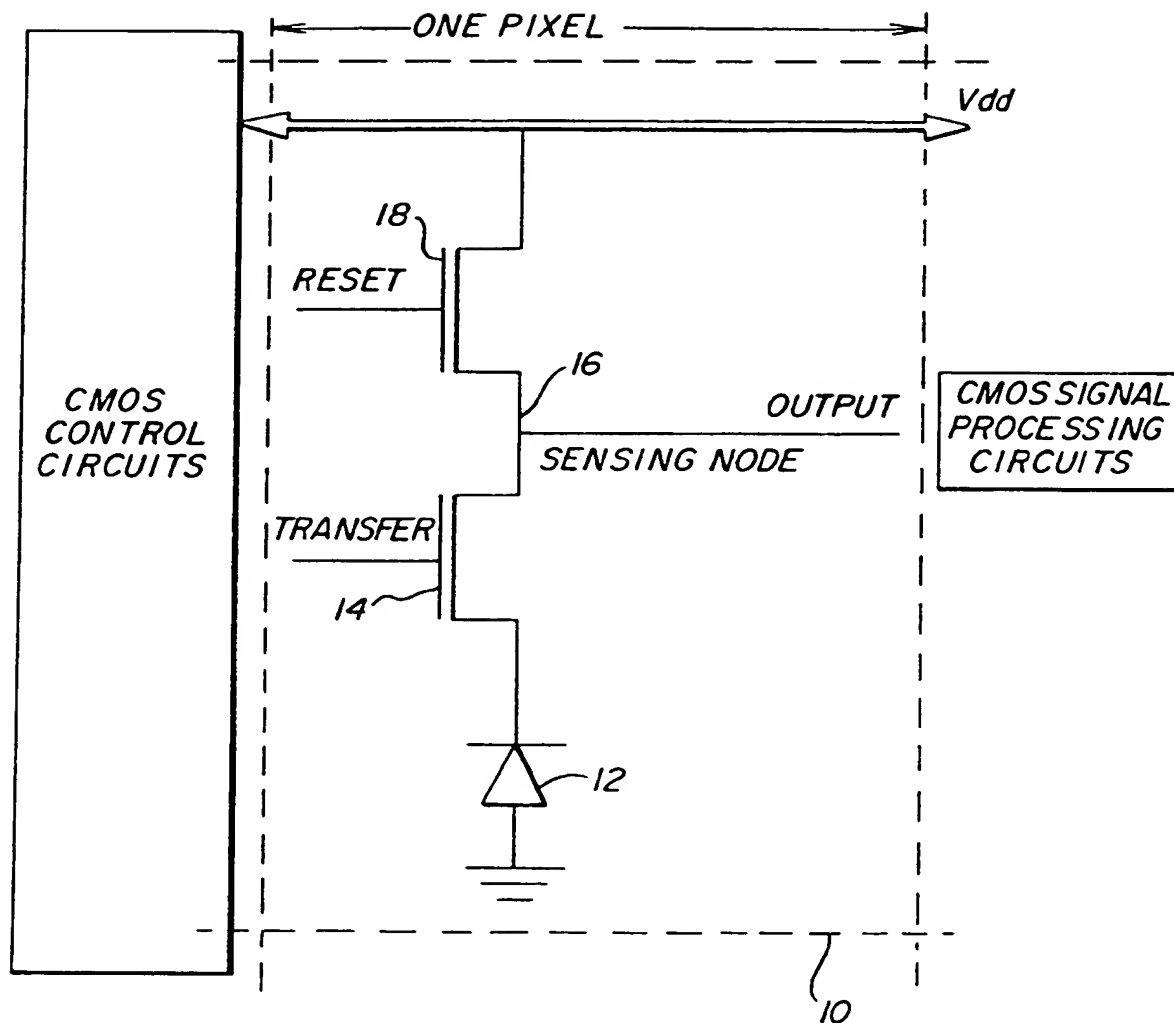 ONE PIXEL
Vdd
18
RESET
16
CMOS
CONTROL
CIRCUITS
OUTPUT
SENSING NODE
CMOS SIGNAL
PROCESSING
CIRCUITS
TRANSFER
14
12
10